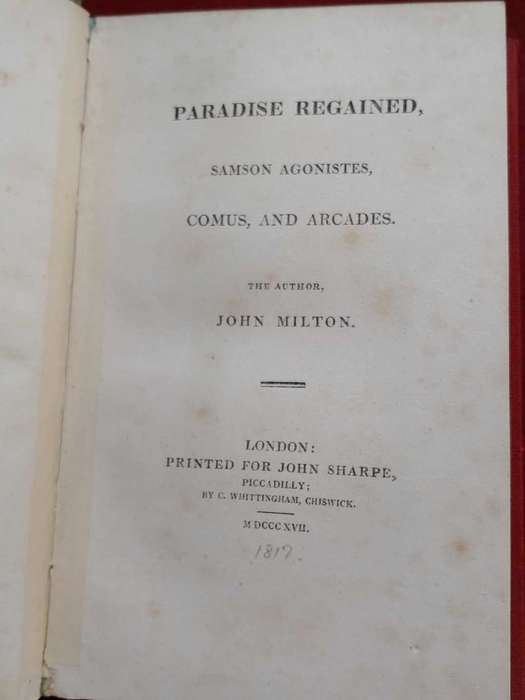 PARADISE REGAINED,
SAMSON AGONISTES,
COMUS, AND ARCADES.
THE AUTHOR,
JOHN MILTON.
LONDON:
PRINTED FOR JOHN SHARPE,
PICCADILLY;
BY C. WHITTINGHAM, CHISWICK.
MDCCCXVII.
1817.